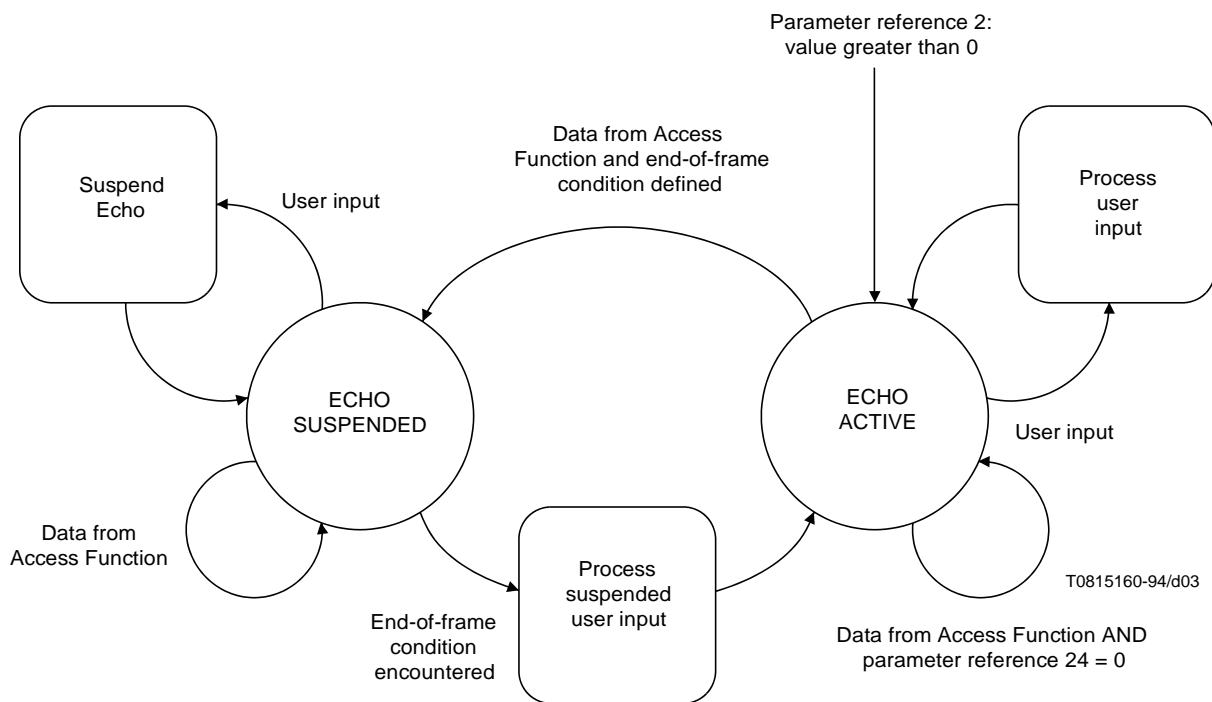 Parameter reference 2:
value greater than 0
Data from Access
Function and end-of-frame
condition defined
Suspend
Echo
User input
Process
user
input
ECHO
SUSPENDED
ECHO
ACTIVE
User input
Data from
Access Function
Process
suspended
user input
T0815160-94/d03
End-of-frame
condition
encountered
Data from Access Function AND
parameter reference 24 = 0